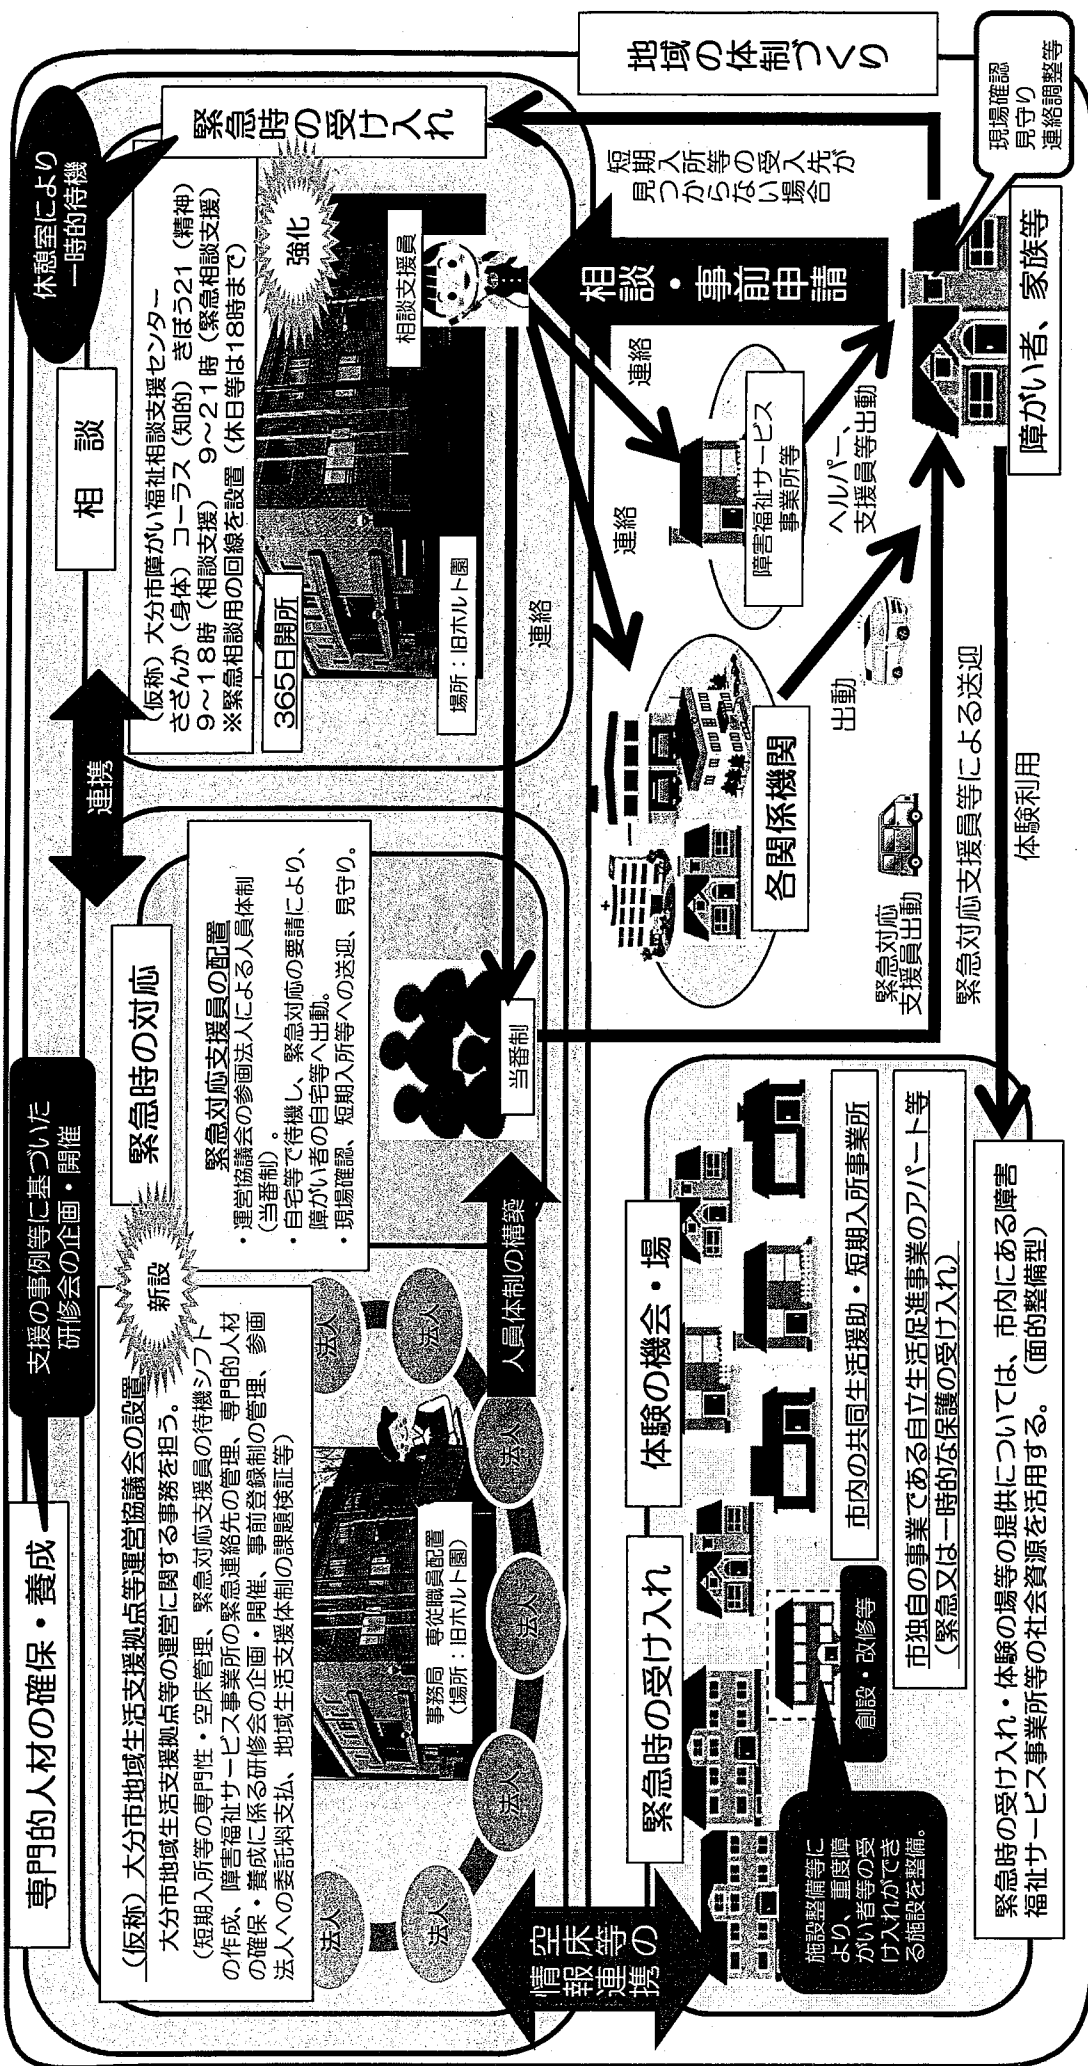 専門的人材の確保・養成
支援の事例等に基づいた
研修会の企画・開催
(仮称)大分市地域生活支援拠点等運営協議会の設置
新設
大分市地域生活支援拠点等の運営に関する事務を担う。
(短期入所等の専門性・空床管理、緊急対応支援員の待機シフト
の作成、障害福祉サービス事業所の緊急連絡先の管理、専門的人材
の確保・養成に係る研修会の企画・開催、事前登録制の管理、参画
法人への委託料支払、地域生活支援体制の課題検証等)
法人
法人
法人
法人
法人
法人
法人
事務局 専従職員配置
(場所:旧ホルト園)
人員体制の構築
緊急時の対応
緊急対応支援員の配置
・運営協議会の参画法人による人員体制
(当番制)。
・自宅等で待機し、緊急対応の要請により、
障がい者の自宅等へ出動。
・現場確認、短期入所等への送迎、見守り。
当番制
連携
相 談
休憩室により
一時的待機
(仮称)大分市障がい福祉相談支援センター
さざんか(身体)コーラス(知的)きぼう21(精神)
9~18時(相談支援) 9~21時(緊急相談支援)
※緊急相談用の回線を設置(休日等は18時まで)
365日開所
強化
場所:旧ホルト園
相談支援員
緊急時の受け入れ
地域の体制づくり
連絡
連絡
連絡
相談・事前申請
短期入所等の受入先が
見つからない場合
現場確認
見守り
連絡調整等
障害福祉サービス
事業所等
ヘルパー、
支援員等出動
各関係機関
出動
緊急対応
支援員出動
緊急対応支援員等による送迎
体験利用
障がい者、家族等
空床等の
情報連携
緊急時の受け入れ
体験の機会・場
施設整備等に
より、重度障
がい者等の受
け入れができ
る施設を整備。
創設・改修等
市内の共同生活援助・短期入所事業所
市独自の事業である自立生活促進事業のアパート等
(緊急又は一時的な保護の受け入れ)
緊急時の受け入れ・体験の場等の提供については、市内にある障害
福祉サービス事業所等の社会資源を活用する。(面的整備型)